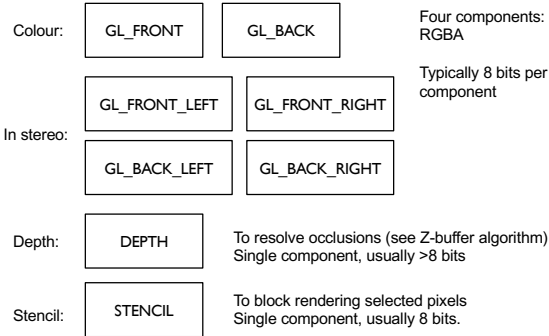 Colour:
GL_FRONT
GL_BACK
Four components:
RGBA
Typically 8 bits per
component
In stereo:
GL_FRONT_LEFT
GL_FRONT_RIGHT
GL_BACK_LEFT
GL_BACK_RIGHT
Depth:
DEPTH
To resolve occlusions (see Z-buffer algorithm)
Single component, usually >8 bits
Stencil:
STENCIL
To block rendering selected pixels
Single component, usually 8 bits.